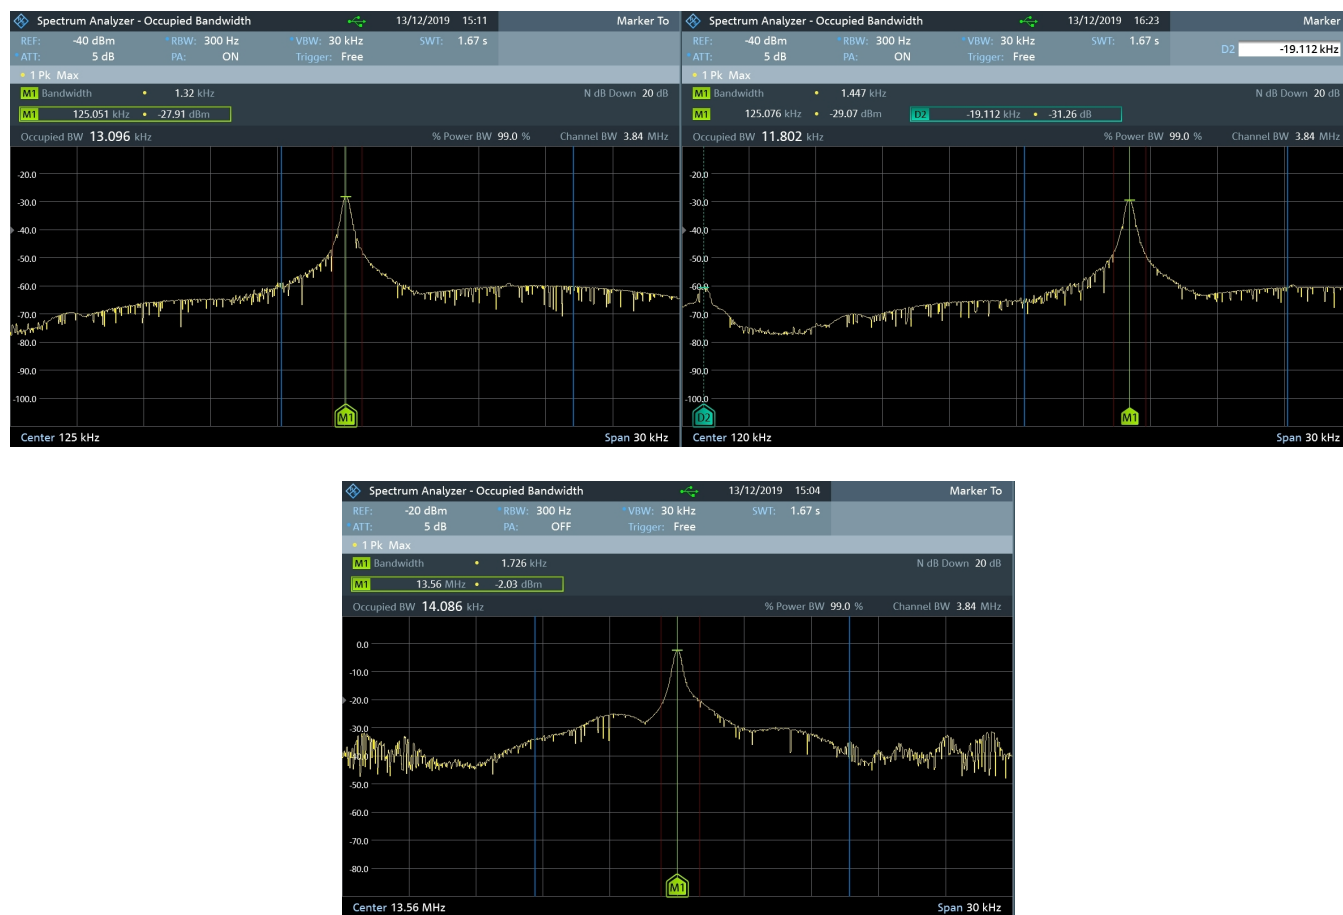 Spectrum Analyzer - Occupied Bandwidth 13/12/2019 15:11 Marker To
REF: -40 dBm RBW: 300 Hz VBW: 30 kHz SWT: 1.67 s
ATT: 5 dB PA: ON Trigger: Free
1 Pk Max
M1 Bandwidth 1.32 kHz N dB Down 20 dB
M1 125.051 kHz -27.91 dBm
Occupied BW 13.096 kHz % Power BW 99.0 % Channel BW 3.84 MHz
-20.0
-30.0
-40.0
-50.0
-60.0
-70.0
-80.0
-90.0
-100.0
M1
Center 125 kHz Span 30 kHz
Spectrum Analyzer - Occupied Bandwidth 13/12/2019 16:23 Marker
REF: -40 dBm RBW: 300 Hz VBW: 30 kHz SWT: 1.67 s
ATT: 5 dB PA: ON Trigger: Free
D2 -19.112 kHz
1 Pk Max
M1 Bandwidth 1.447 kHz N dB Down 20 dB
M1 125.076 kHz -29.07 dBm D2 -19.112 kHz -31.26 dB
Occupied BW 11.802 kHz % Power BW 99.0 % Channel BW 3.84 MHz
-20.0
-30.0
-40.0
-50.0
-60.0
-70.0
-80.0
-90.0
-100.0
D2 M1
Center 120 kHz Span 30 kHz
Spectrum Analyzer - Occupied Bandwidth 13/12/2019 15:04 Marker To
REF: -20 dBm RBW: 300 Hz VBW: 30 kHz SWT: 1.67 s
ATT: 5 dB PA: OFF Trigger: Free
1 Pk Max
M1 Bandwidth 1.726 kHz N dB Down 20 dB
M1 13.56 MHz -2.03 dBm
Occupied BW 14.086 kHz % Power BW 99.0 % Channel BW 3.84 MHz
0.0
-10.0
-20.0
-30.0
-40.0
-50.0
-60.0
-70.0
-80.0
M1
Center 13.56 MHz Span 30 kHz